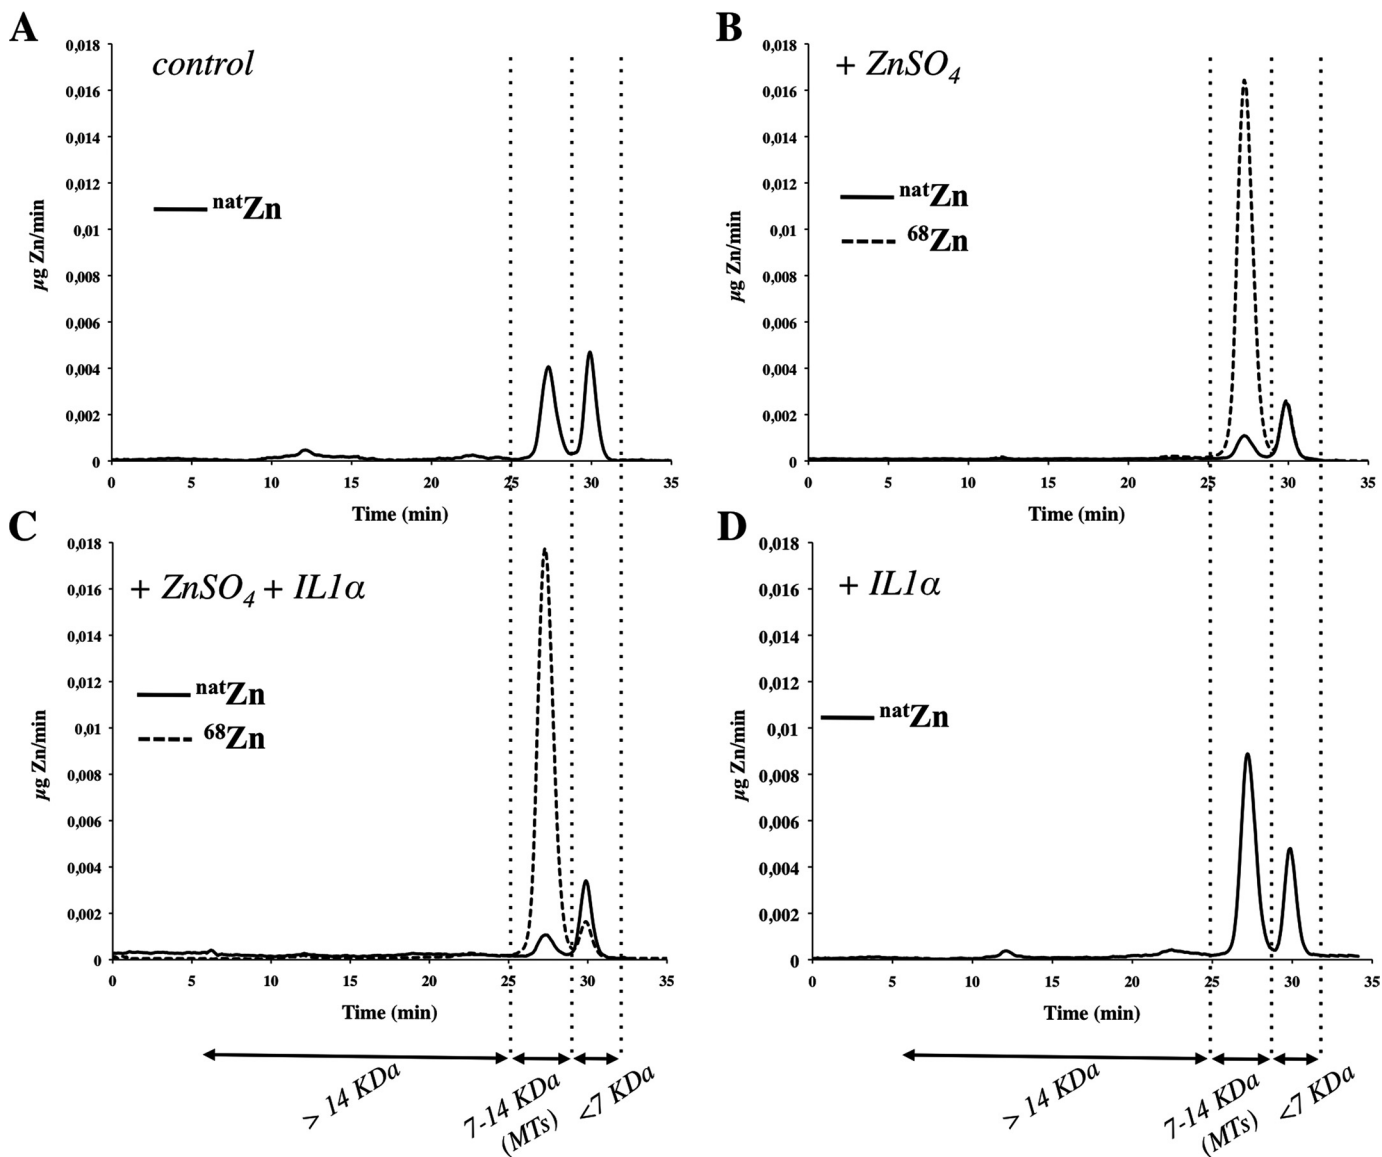 A
control
0,018
0,016
0,014
0,012
0,01
0,008
0,006
0,004
0,002
0
µg Zn/min
natZn
0 5 10 15 20 25 30 35
Time (min)
B
+ ZnSO4
0,018
0,016
0,014
0,012
0,01
0,008
0,006
0,004
0,002
0
µg Zn/min
natZn
68Zn
0 5 10 15 20 25 30 35
Time (min)
C
+ ZnSO4 + IL1α
0,018
0,016
0,014
0,012
0,01
0,008
0,006
0,004
0,002
0
µg Zn/min
natZn
68Zn
0 5 10 15 20 25 30 35
Time (min)
> 14 KDa
7-14 KDa
(MTs)
<7 KDa
D
+ IL1α
0,018
0,016
0,014
0,012
0,01
0,008
0,006
0,004
0,002
0
µg Zn/min
natZn
0 5 10 15 20 25 30 35
Time (min)
> 14 KDa
7-14 KDa
(MTs)
<7 KDa